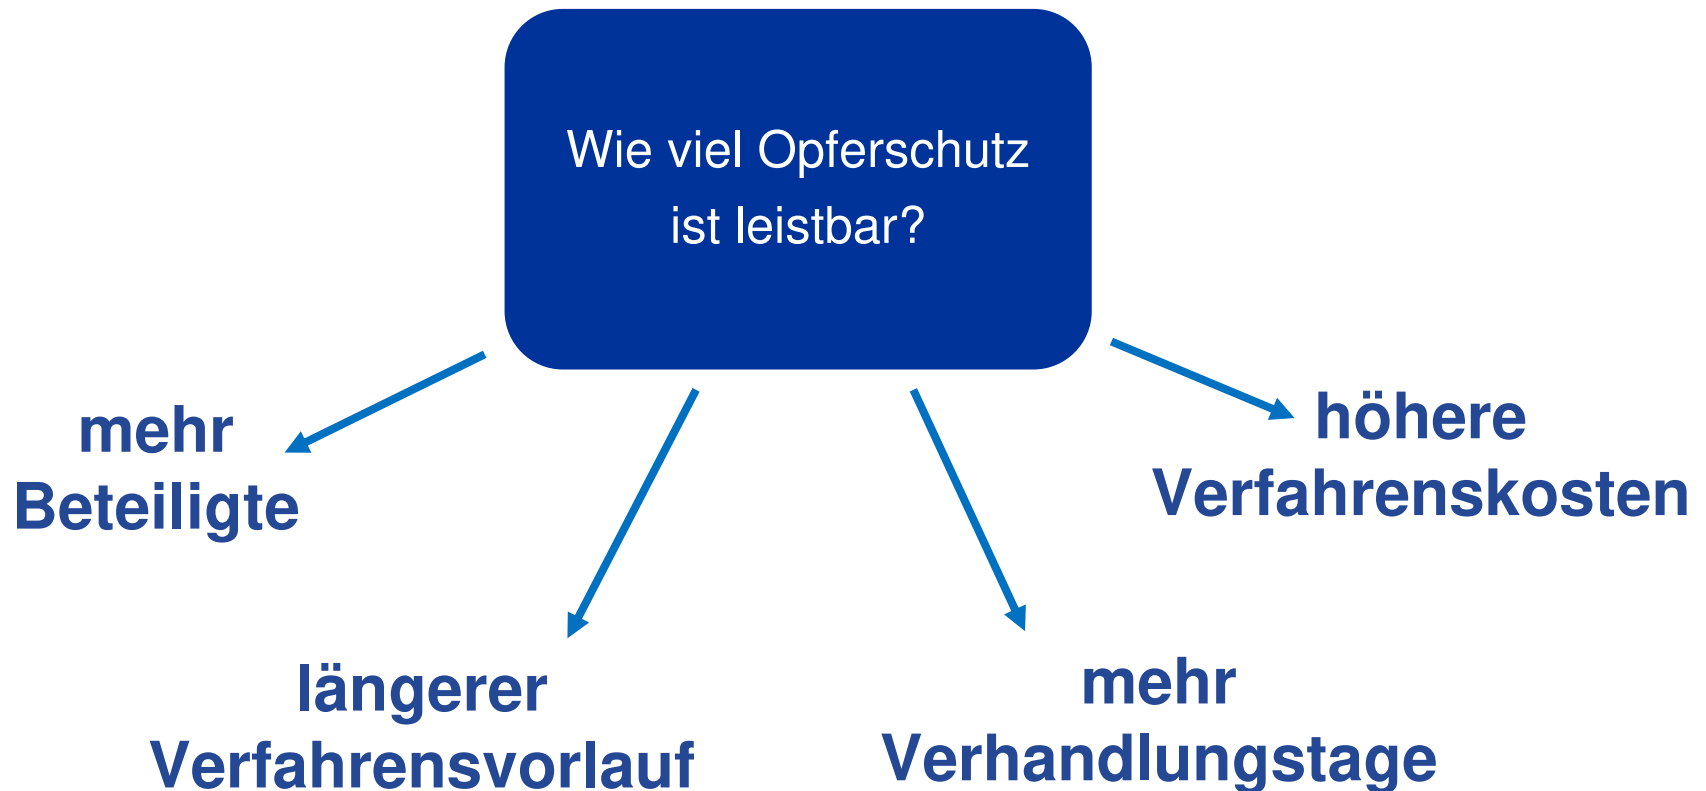 Wie viel Opferschutz
ist leistbar?
mehr
Beteiligte
längerer
Verfahrensvorlauf
mehr
Verhandlungstage
höhere
Verfahrenskosten